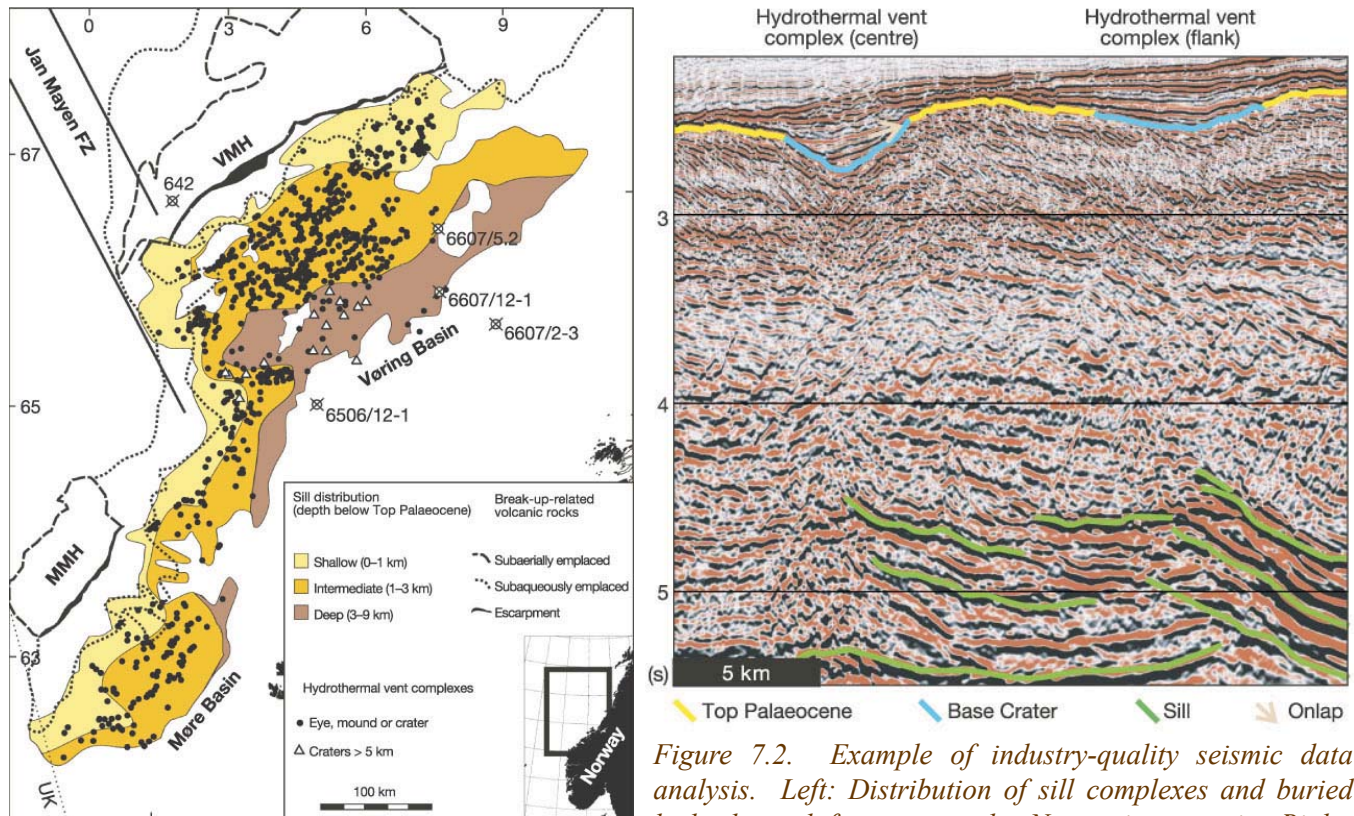 0 3 6 9
Jan Mayen FZ
VMH
67
642
6607/5.2
6607/12-1
6607/2-3
Vøring Basin
65
6506/12-1
MMH
63
Møre Basin
UK
Sill distribution
(depth below Top Palaeocene)
Shallow (0–1 km)
Intermediate (1–3 km)
Deep (3–9 km)
Break-up-related
volcanic rocks
Subaerially emplaced
Subaqueously emplaced
Escarpment
Hydrothermal vent complexes
Eye, mound or crater
Craters > 5 km
100 km
Norway
Hydrothermal vent
complex (centre)
Hydrothermal vent
complex (flank)
3
4
5
(s)
5 km
Top Palaeocene
Base Crater
Sill
Onlap
Figure 7.2. Example of industry-quality seismic data
analysis. Left: Distribution of sill complexes and buried